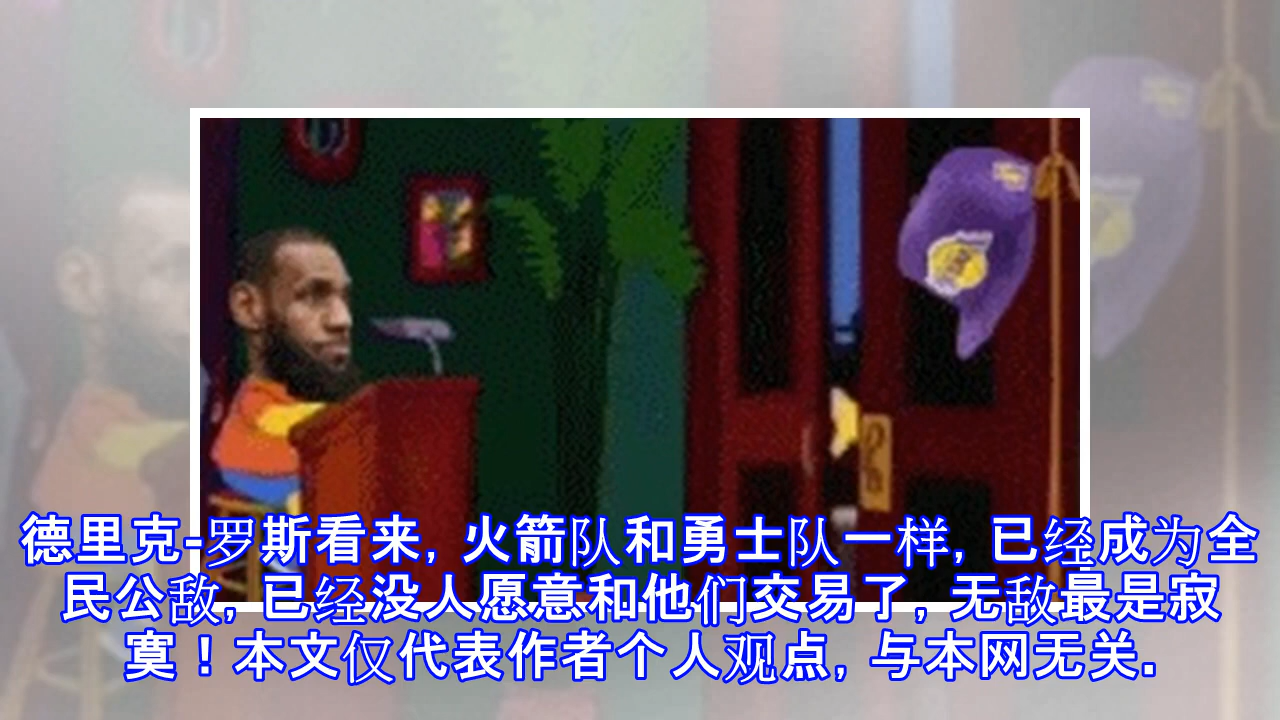 德里克-罗斯看来, 火箭队和勇士队一样, 已经成为全
民公敌, 已经没人愿意和他们交易了, 无敌最是寂
寞！本文仅代表作者个人观点, 与本网无关.